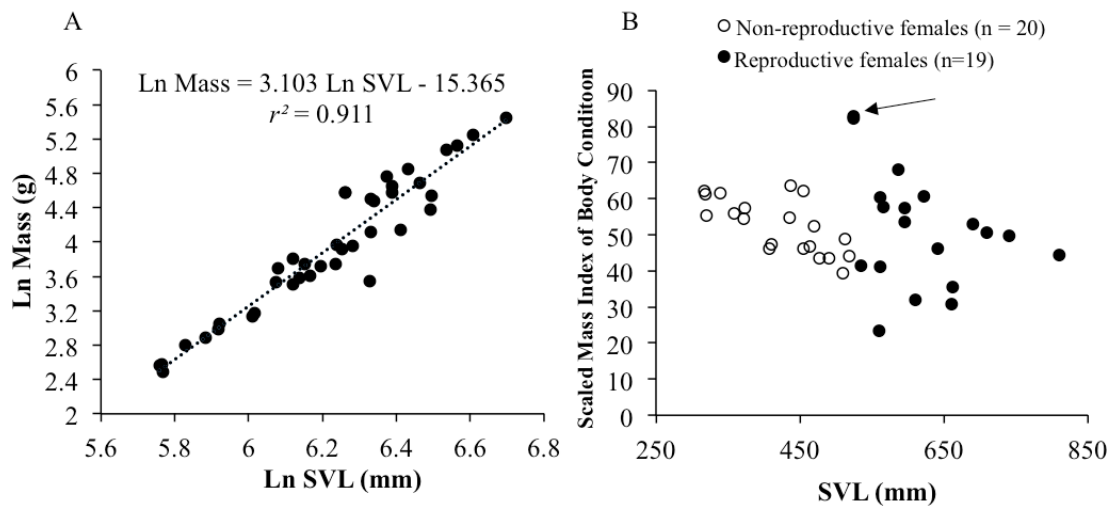 A
Ln Mass = 3.103 Ln SVL - 15.365
r² = 0.911
6
5.6
5.2
4.8
4.4
4
3.6
3.2
2.8
2.4
2
Ln Mass (g)
5.6 5.8 6 6.2 6.4 6.6 6.8
Ln SVL (mm)
B
Non-reproductive females (n = 20)
Reproductive females (n=19)
90
80
70
60
50
40
30
20
10
0
Scaled Mass Index of Body Conditoon
250 450 650 850
SVL (mm)